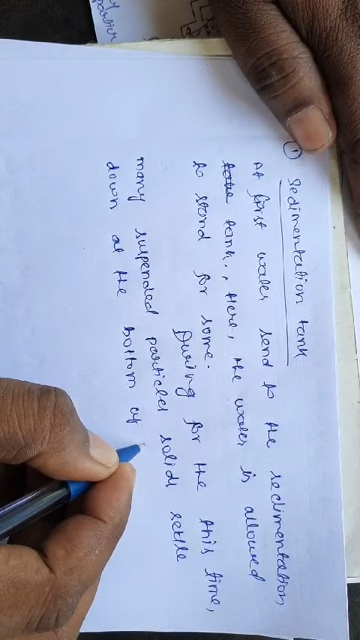 ① Sedimentation tank
At first water send to the sedimentation
tank., Here, the water is allowed
to stand for some.
During for the this time,
many suspended particles solids settle
down at the bottom of